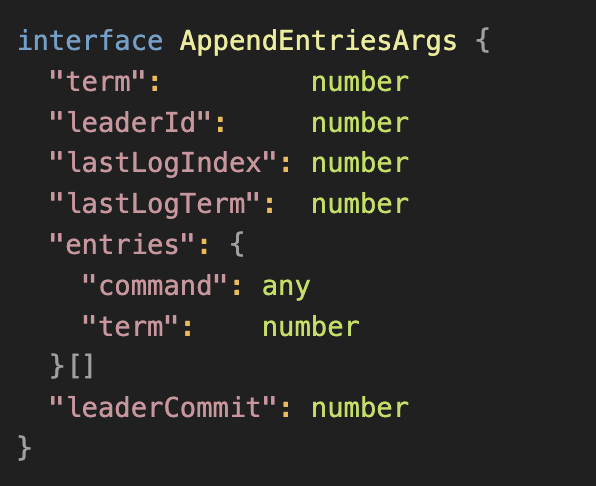 interface AppendEntriesArgs {
  "term":         number
  "leaderId":     number
  "lastLogIndex": number
  "lastLogTerm":  number
  "entries": {
    "command": any
    "term":    number
  }[]
  "leaderCommit": number
}